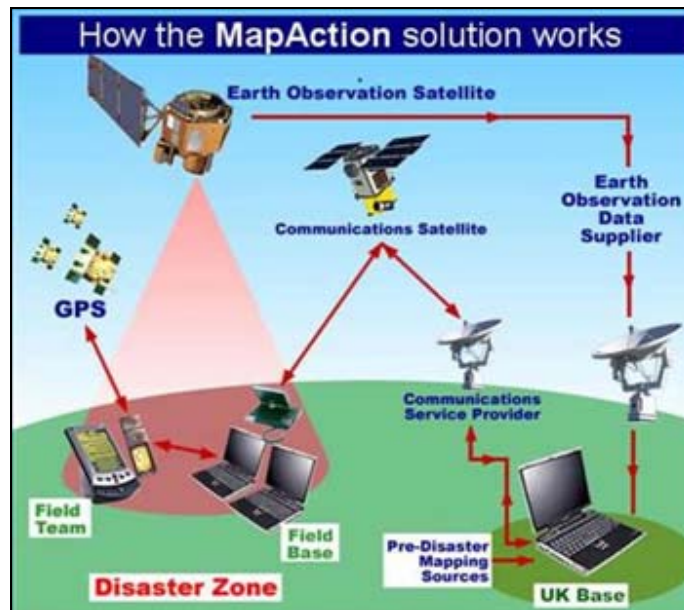 How the MapAction solution works
Earth Observation Satellite
Earth
Observation
Data
Supplier
Communications Satellite
GPS
Communications
Service Provider
Field
Team
Field
Base
Pre-Disaster
Mapping
Sources
Disaster Zone
UK Base